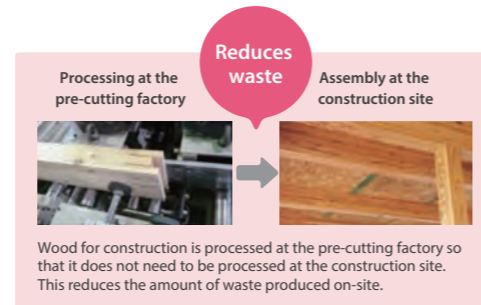 Reduces
waste
Processing at the
pre-cutting factory
Assembly at the
construction site
Wood for construction is processed at the pre-cutting factory so
that it does not need to be processed at the construction site.
This reduces the amount of waste produced on-site.